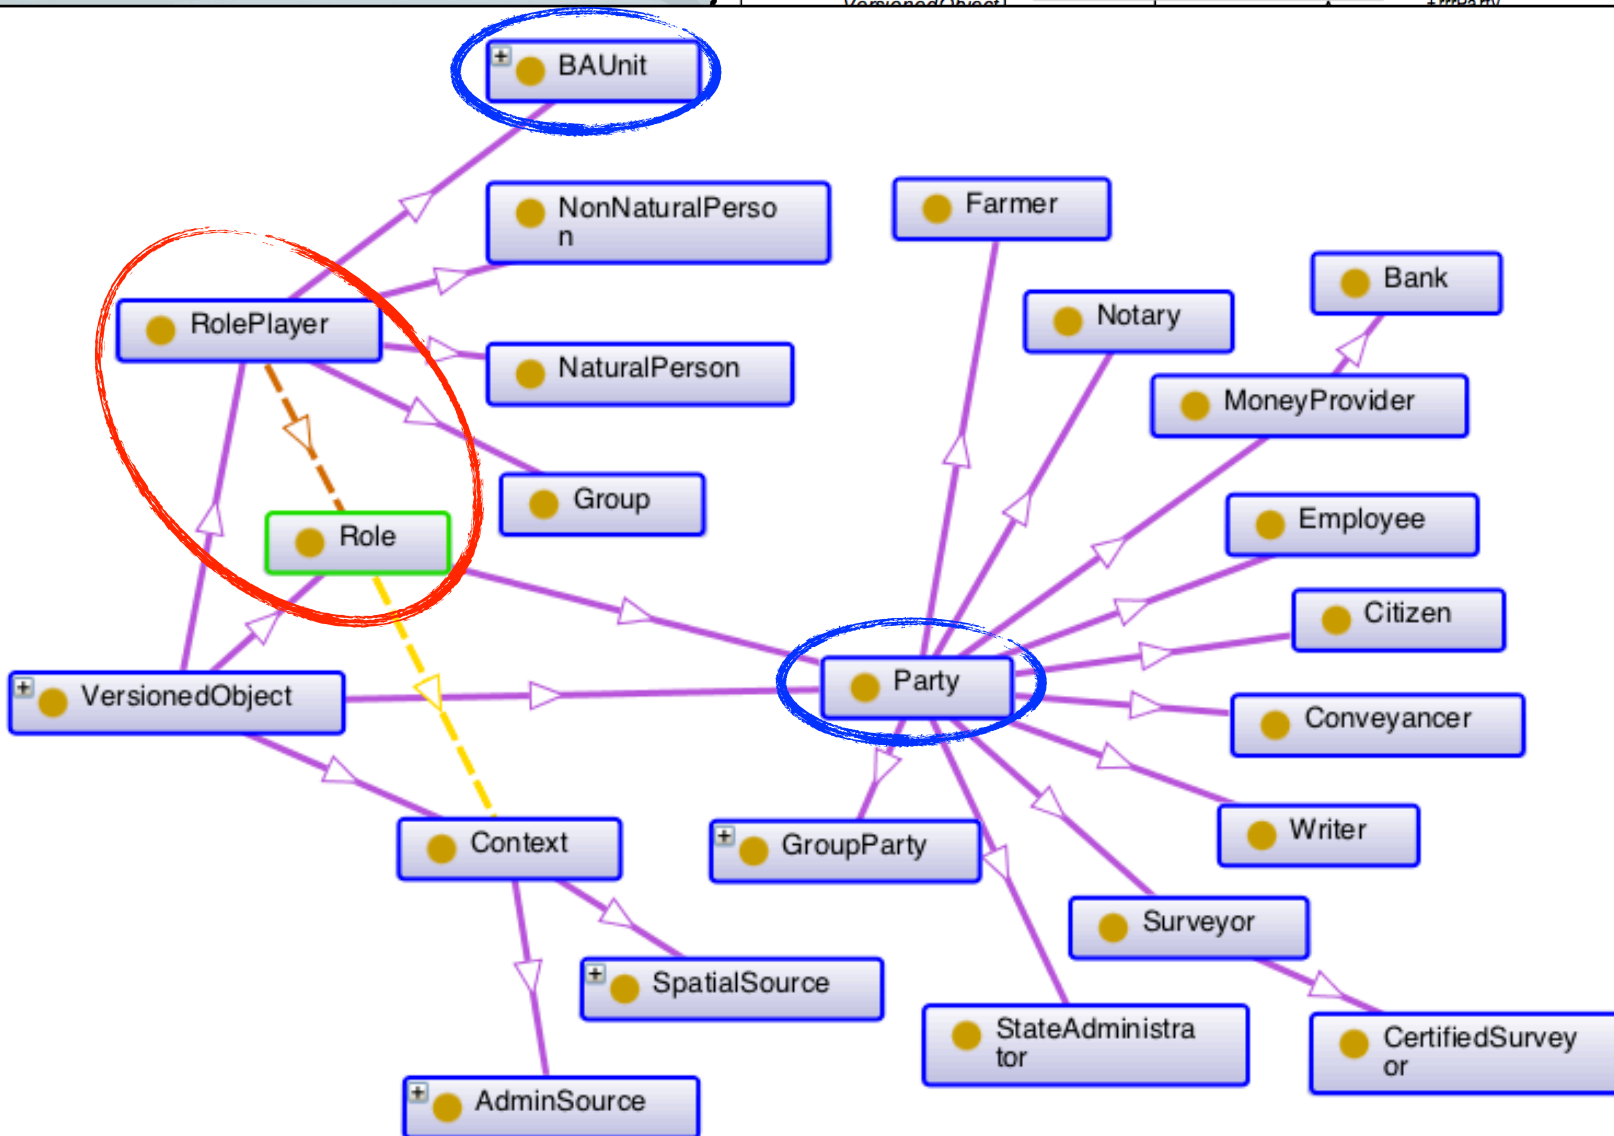 VersionedObject
BAUnit
NonNaturalPerso
n
Farmer
Bank
RolePlayer
Notary
NaturalPerson
MoneyProvider
Group
Employee
Role
Citizen
Party
VersionedObject
Conveyancer
Context
GroupParty
Writer
Surveyor
SpatialSource
StateAdministra
tor
CertifiedSurvey
or
AdminSource